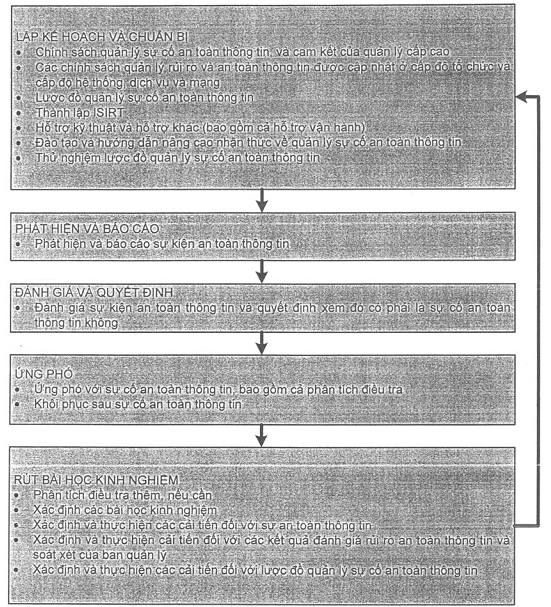 LẬP KẾ HOẠCH VÀ CHUẨN BỊ
• Chính sách quản lý sự cố an toàn thông tin, và cam kết của quản lý cấp cao
• Các chính sách quản lý rủi ro và an toàn thông tin được cập nhật ở cấp độ tổ chức và
cấp độ hệ thống, dịch vụ và mạng
• Lược đồ quản lý sự cố an toàn thông tin
• Thành lập ISIRT
• Hỗ trợ kỹ thuật và hỗ trợ khác (bao gồm cả hỗ trợ vận hành)
• Đào tạo và hướng dẫn nâng cao nhận thức về quản lý sự cố an toàn thông tin
• Thử nghiệm lược đồ quản lý sự cố an toàn thông tin
PHÁT HIỆN VÀ BÁO CÁO
• Phát hiện và báo cáo sự kiện an toàn thông tin
ĐÁNH GIÁ VÀ QUYẾT ĐỊNH
• Đánh giá sự kiện an toàn thông tin và quyết định xem đó có phải là sự cố an toàn
thông tin không
ỨNG PHÓ
• Ứng phó với sự cố an toàn thông tin, bao gồm cả phân tích điều tra
• Khôi phục sau sự cố an toàn thông tin
RÚT BÀI HỌC KINH NGHIỆM
• Phân tích điều tra thêm, nếu cần
• Xác định các bài học kinh nghiệm
• Xác định và thực hiện các cải tiến đối với sự an toàn thông tin
• Xác định và thực hiện cải tiến đối với các kết quả đánh giá rủi ro an toàn thông tin và
soát xét của ban quản lý
• Xác định và thực hiện các cải tiến đối với lược đồ quản lý sự cố an toàn thông tin